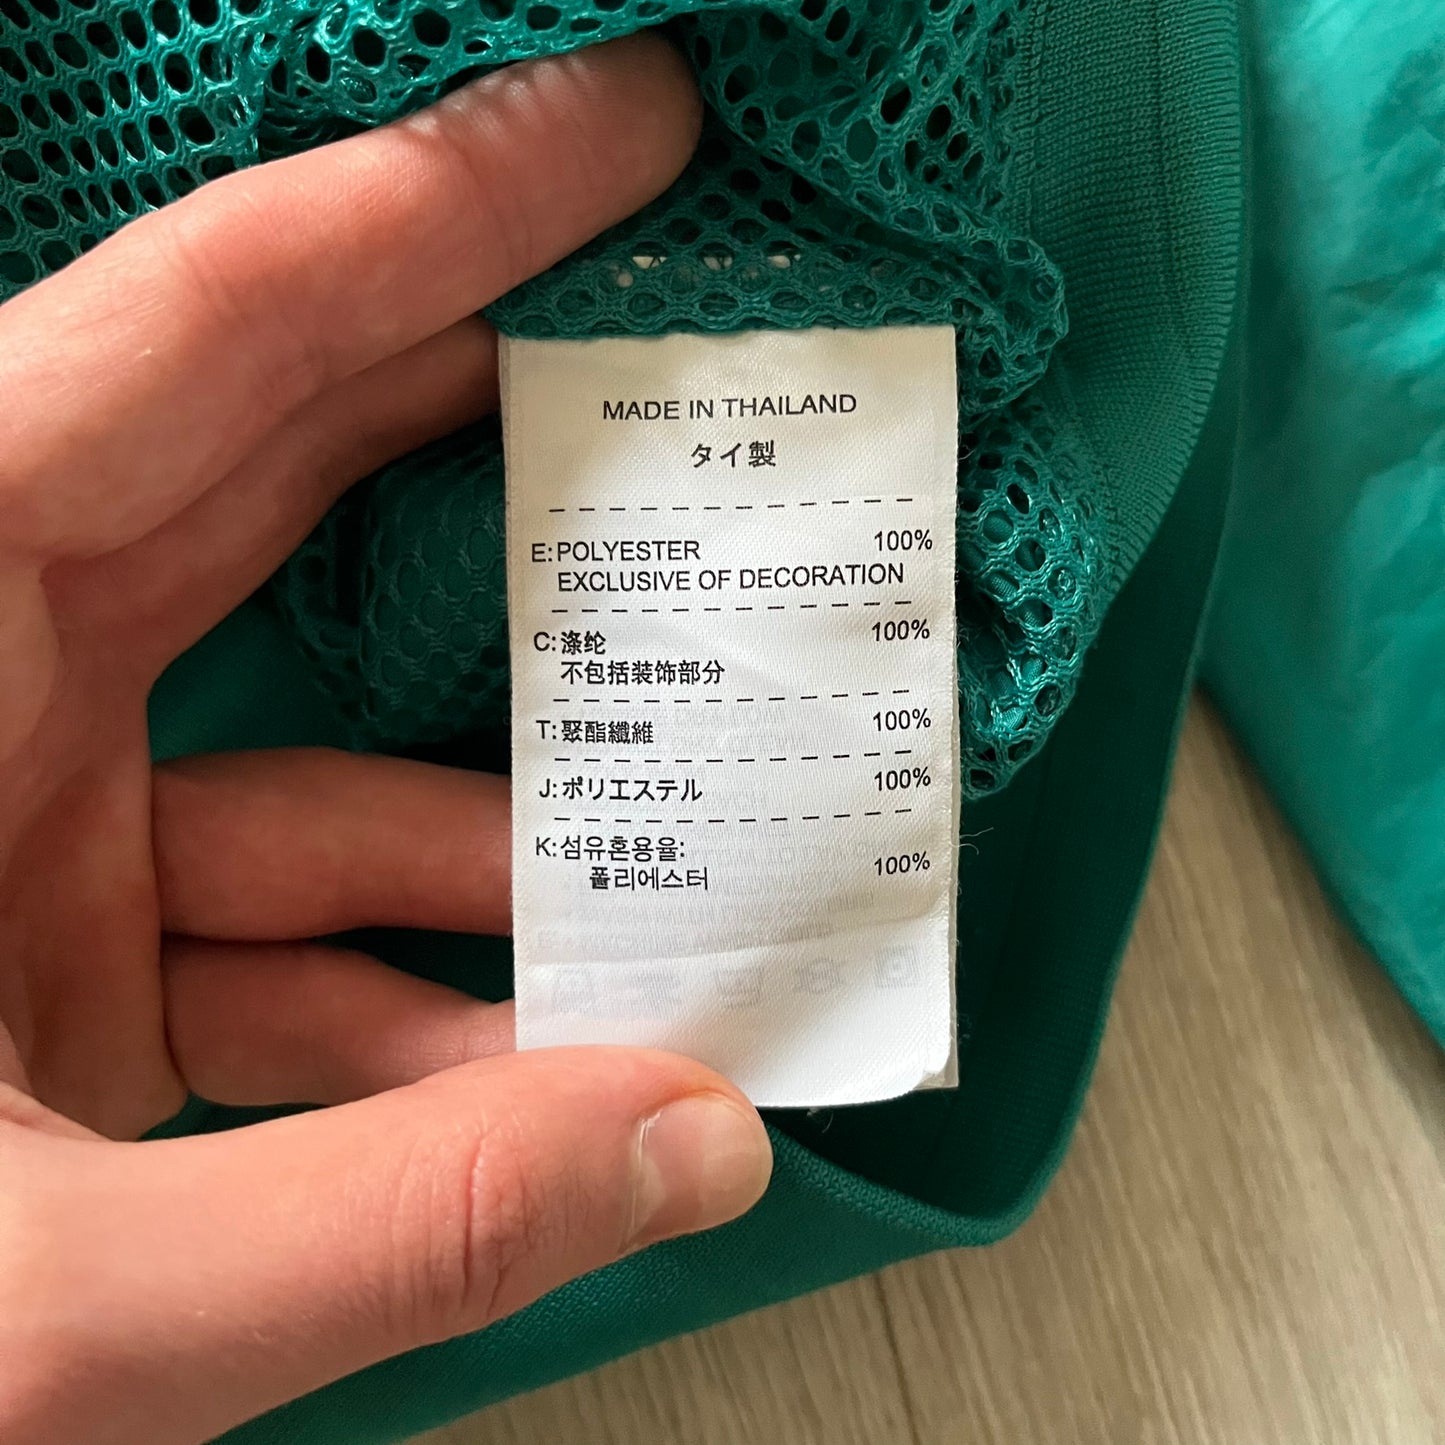 MADE IN THAILAND
タイ製
E: POLYESTER 100%
EXCLUSIVE OF DECORATION
C: 涤纶 100%
不包括装饰部分
T: 聚酯纖維 100%
J: ポリエステル 100%
K: 섬유혼용율:
폴리에스터 100%